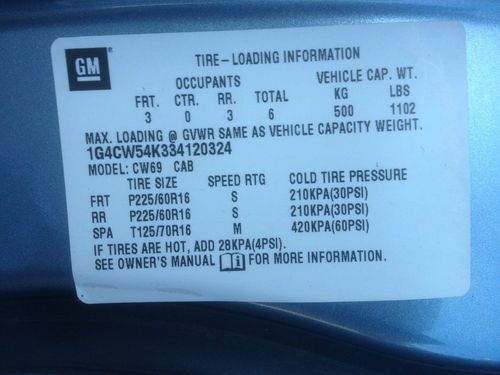 GM
TIRE-LOADING INFORMATION
OCCUPANTS VEHICLE CAP. WT.
FRT. CTR. RR. TOTAL KG LBS
3 0 3 6 500 1102
MAX. LOADING @ GVWR SAME AS VEHICLE CAPACITY WEIGHT.
1G4CW54K334120324
MODEL: CW69 CAB
TIRE SIZE SPEED RTG COLD TIRE PRESSURE
FRT P225/60R16 S 210KPA(30PSI)
RR P225/60R16 S 210KPA(30PSI)
SPA T125/70R16 M 420KPA(60PSI)
IF TIRES ARE HOT, ADD 28KPA(4PSI).
SEE OWNER'S MANUAL i FOR MORE INFORMATION.